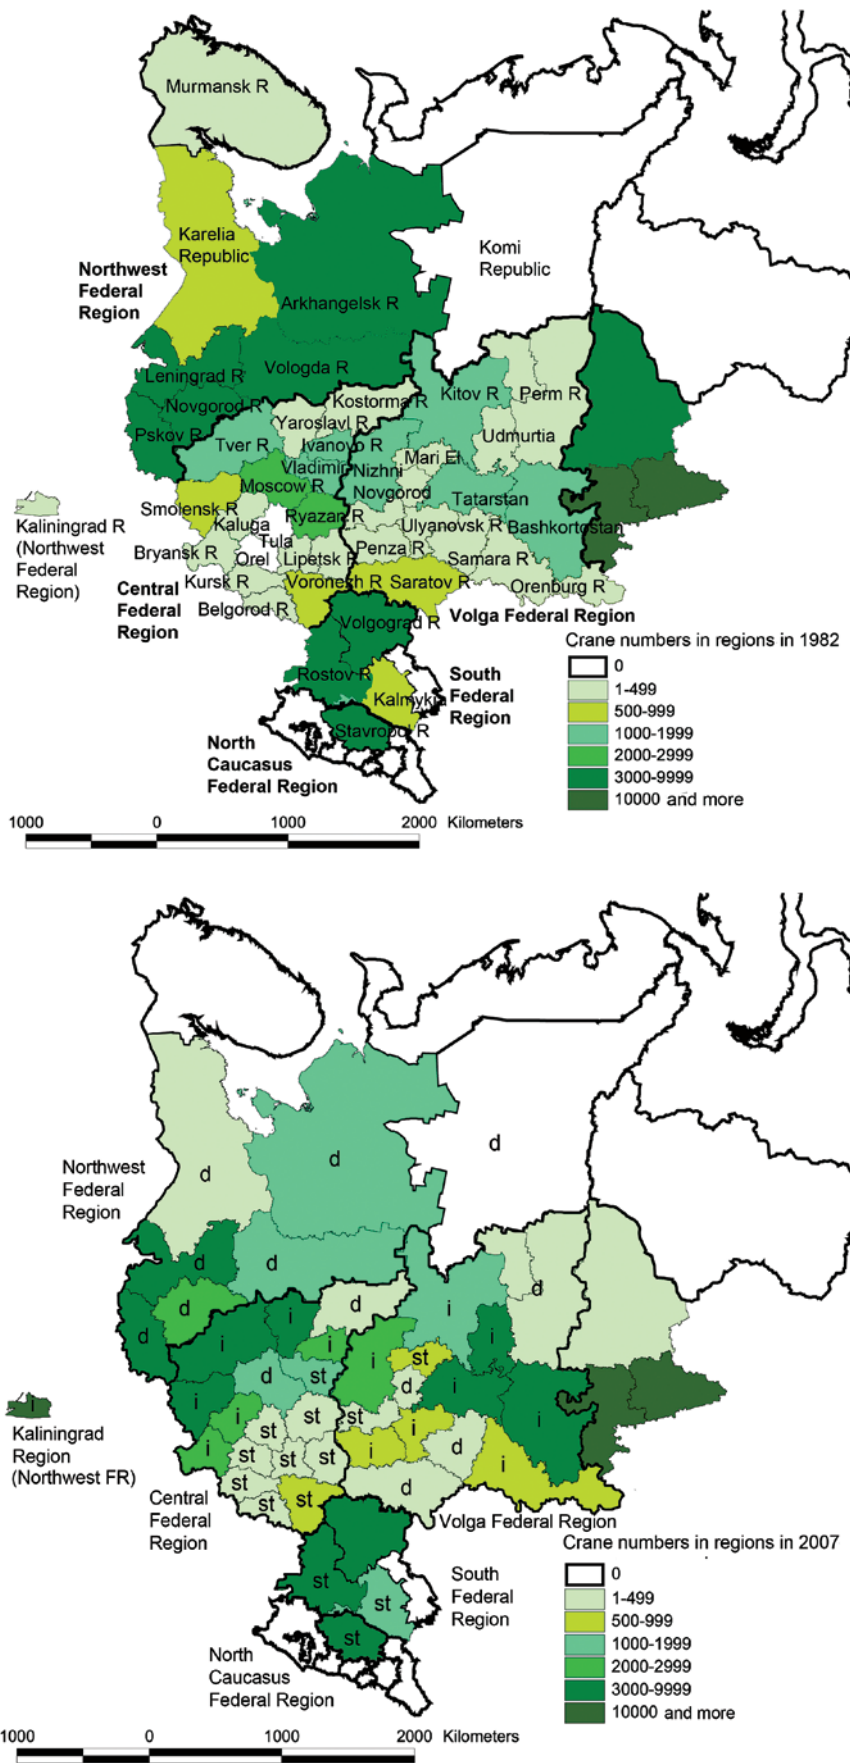 Murmansk R
Karelia
Republic
Komi
Republic
Northwest
Federal
Region
Arkhangelsk R
Leningrad R
Vologda R
Novgorod R
Kostorma R
Kitov R
Perm R
Pskov R
Yaroslavl R
Tver R
Ivanovo R
Udmurtia
Vladimir
Nizhni
Novgorod
Mari El
Moscow R
Tatarstan
Smolensk R
Kaluga
Ryazan R
Ulyanovsk R
Bashkortostan
Kaliningrad R
(Northwest
Federal
Region)
Tula
Bryansk R
Orel
Lipetsk R
Penza R
Samara R
Kursk R
Voronezh R
Saratov R
Orenburg R
Central
Federal
Region
Belgorod R
Volgograd R
Volga Federal Region
Rostov R
Kalmykia
South
Federal
Region
Stavropol R
North
Caucasus
Federal Region
Crane numbers in regions in 1982
0
1-499
500-999
1000-1999
2000-2999
3000-9999
10000 and more
1000 0 1000 2000 Kilometers
d
d
d
Northwest
Federal
Region
d
d
d
d
d
d
i
i
i
i
i
i
st
d
st
d
i
i
i
i
i
Kaliningrad
Region
(Northwest FR)
i
st
st
st
i
i
d
i
i
st
st
st
st
d
st
st
Central
Federal
Region
Volga Federal Region
st
st
South
Federal
Region
st
North
Caucasus
Federal Region
Crane numbers in regions in 2007
0
1-499
500-999
1000-1999
2000-2999
3000-9999
10000 and more
1000 0 1000 2000 Kilometers